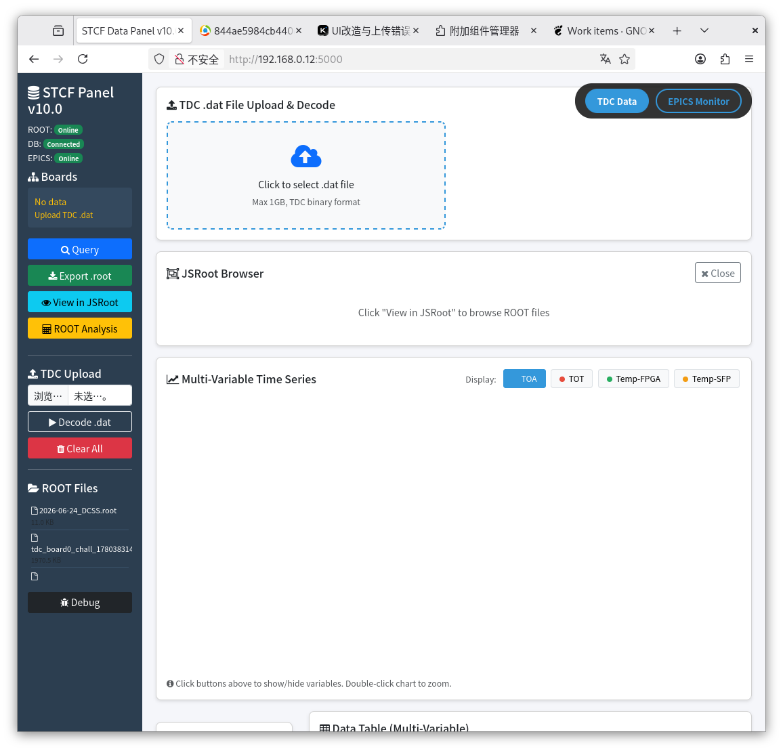 STCF Data Panel v10.
844ae5984cb440
UI改造与上传错误
附加组件管理器
Work items · GNO
不安全
http://192.168.0.12:5000
STCF Panel
v10.0
ROOT: Online
DB: Connected
EPICS: Online
Boards
No data
Upload TDC .dat
Query
Export .root
View in JSRoot
ROOT Analysis
TDC Upload
浏览… 未选…。
Decode .dat
Clear All
ROOT Files
2026-06-24_DCSS.root
tdc_board0_chall_178038314
Debug
TDC Data
EPICS Monitor
TDC .dat File Upload & Decode
Click to select .dat file
Max 1GB, TDC binary format
JSRoot Browser
Close
Click "View in JSRoot" to browse ROOT files
Multi-Variable Time Series
Display: TOA TOT Temp-FPGA Temp-SFP
Click buttons above to show/hide variables. Double-click chart to zoom.
Data Table (Multi-Variable)